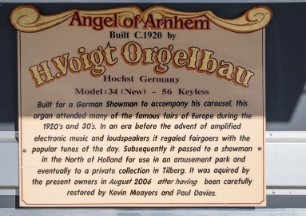 Angel of Arnhem
Built C.1920 by
H.Voigt Orgelbau
Hochst Germany
Model:34 (New) - 56 Keyless
Built for a German Showman to accompany his carousel, this
organ attended many of the famous fairs of Europe during the
1920's and 30's. in an era before the advent of amplified
electronic music and loudspeakers it regaled fairgoers with the
popular tunes of the day. Subsequently it passed to a showman
in the North of Holland for use in an amusement park and
eventually to a private collection in Tilberg. It was aquired by
the present owners in August 2006 after having been carefully
restored by Kevin Meayers and Paul Davies.